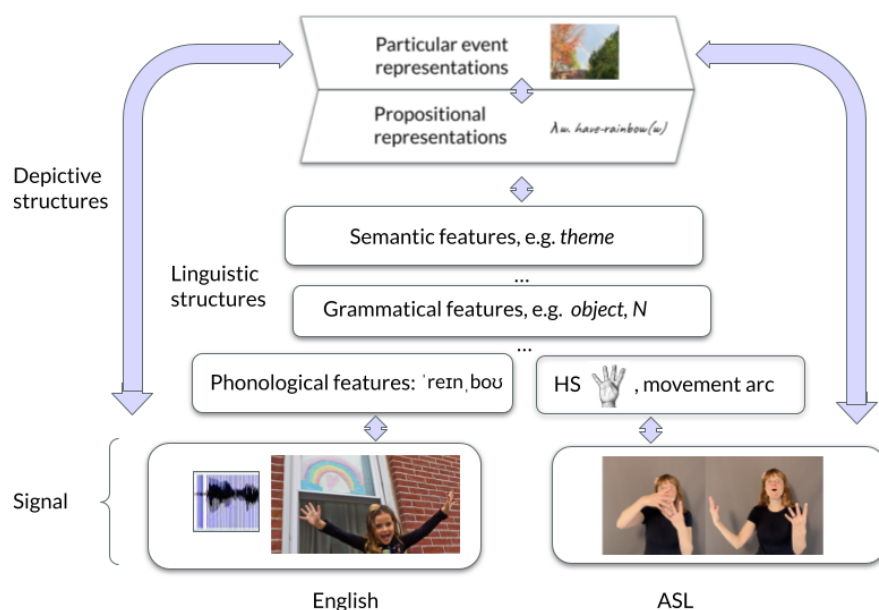 Particular event
representations
Propositional
representations
λw. have-rainbow(w)
Depictive
structures
Semantic features, e.g. theme
...
Linguistic
structures
Grammatical features, e.g. object, N
...
Phonological features: ˈreɪnˌboʊ
HS , movement arc
Signal
English
ASL